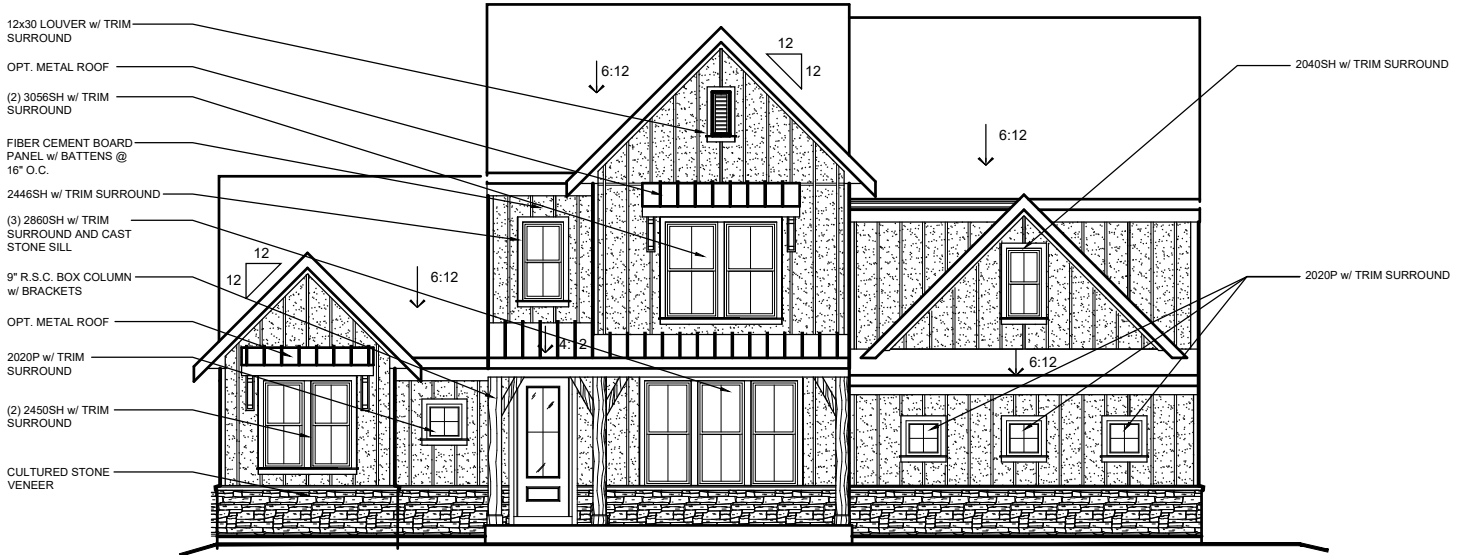 12x30 LOUVER w/ TRIM
SURROUND
OPT. METAL ROOF
(2) 3056SH w/ TRIM
SURROUND
FIBER CEMENT BOARD
PANEL w/ BATTENS @
16" O.C.
2446SH w/ TRIM SURROUND
(3) 2860SH w/ TRIM
SURROUND AND CAST
STONE SILL
9" R.S.C. BOX COLUMN
w/ BRACKETS
OPT. METAL ROOF
2020P w/ TRIM
SURROUND
(2) 2450SH w/ TRIM
SURROUND
CULTURED STONE
VENEER
12
12
6:12
6:12
12
12
6:12
6:12
2040SH w/ TRIM SURROUND
2020P w/ TRIM SURROUND